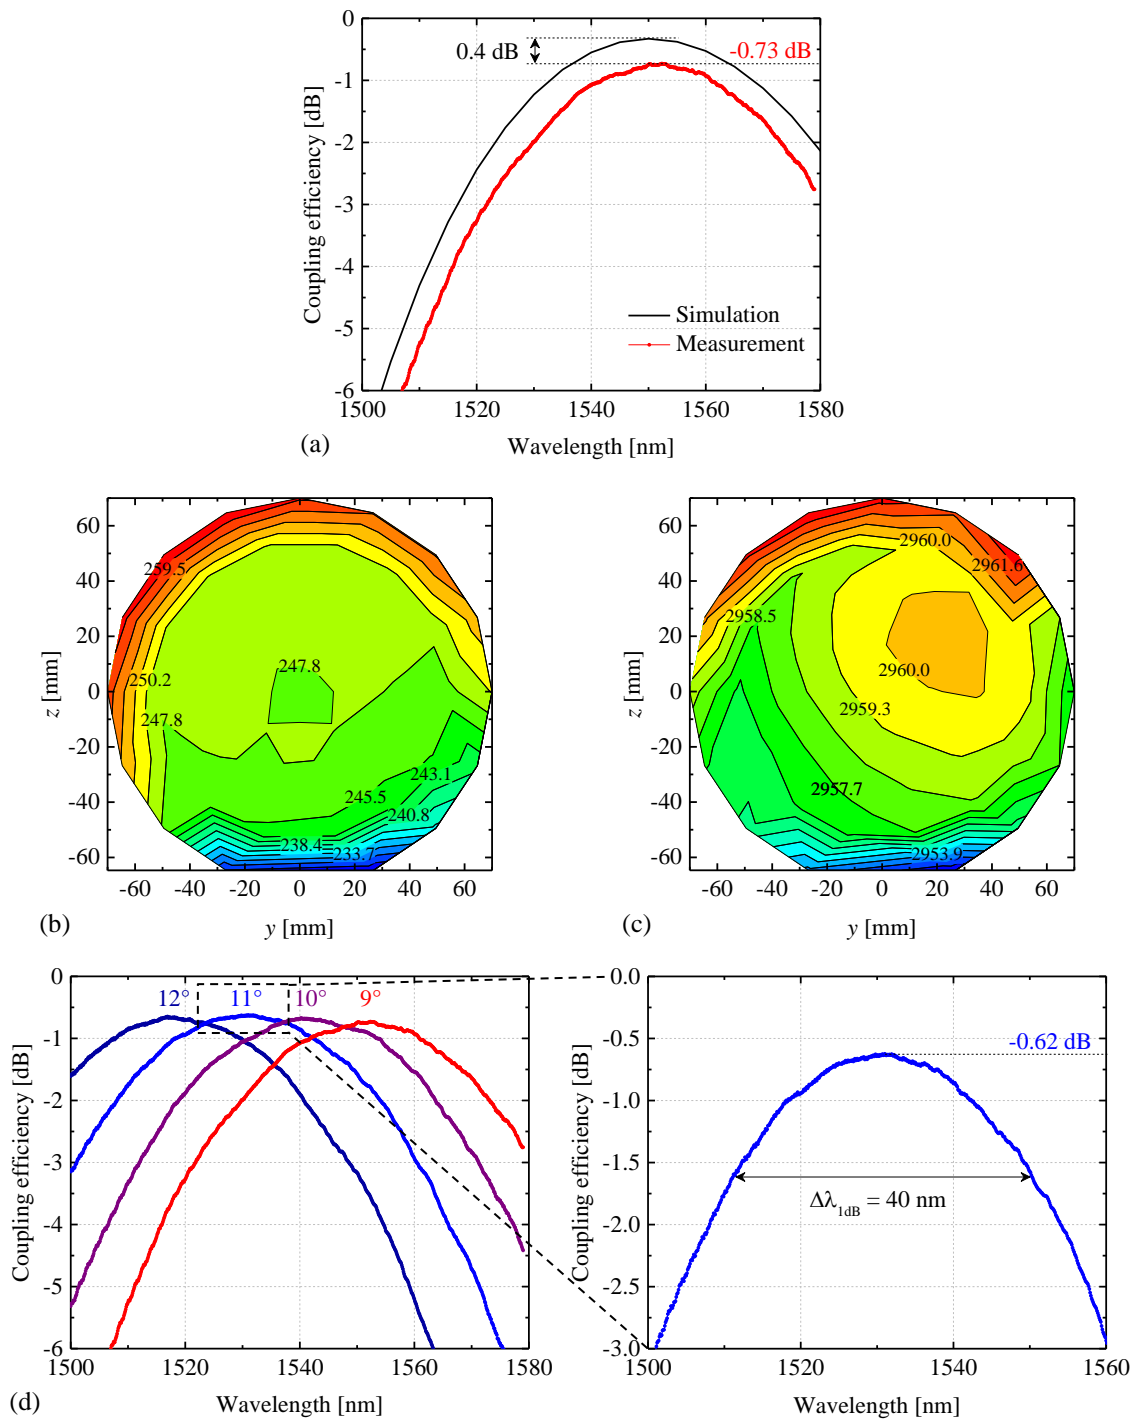 0
-1
-2
-3
-4
-5
-6
Coupling efficiency [dB]
0.4 dB
-0.73 dB
Simulation
Measurement
1500 1520 1540 1560 1580
Wavelength [nm]
(a)
60
40
20
0
-20
-40
-60
z [mm]
259.5
250.2
247.8
247.8
243.1
245.5
240.8
238.4
233.7
-60 -40 -20 0 20 40 60
y [mm]
(b)
60
40
20
0
-20
-40
-60
z [mm]
2960.0
2961.6
2958.5
2960.0
2959.3
2957.7
2953.9
-60 -40 -20 0 20 40 60
y [mm]
(c)
0
-1
-2
-3
-4
-5
-6
Coupling efficiency [dB]
12° 11° 10° 9°
1500 1520 1540 1560 1580
Wavelength [nm]
(d)
0.0
-0.5
-1.0
-1.5
-2.0
-2.5
-3.0
Coupling efficiency [dB]
-0.62 dB
Δλ1dB = 40 nm
1500 1520 1540 1560
Wavelength [nm]